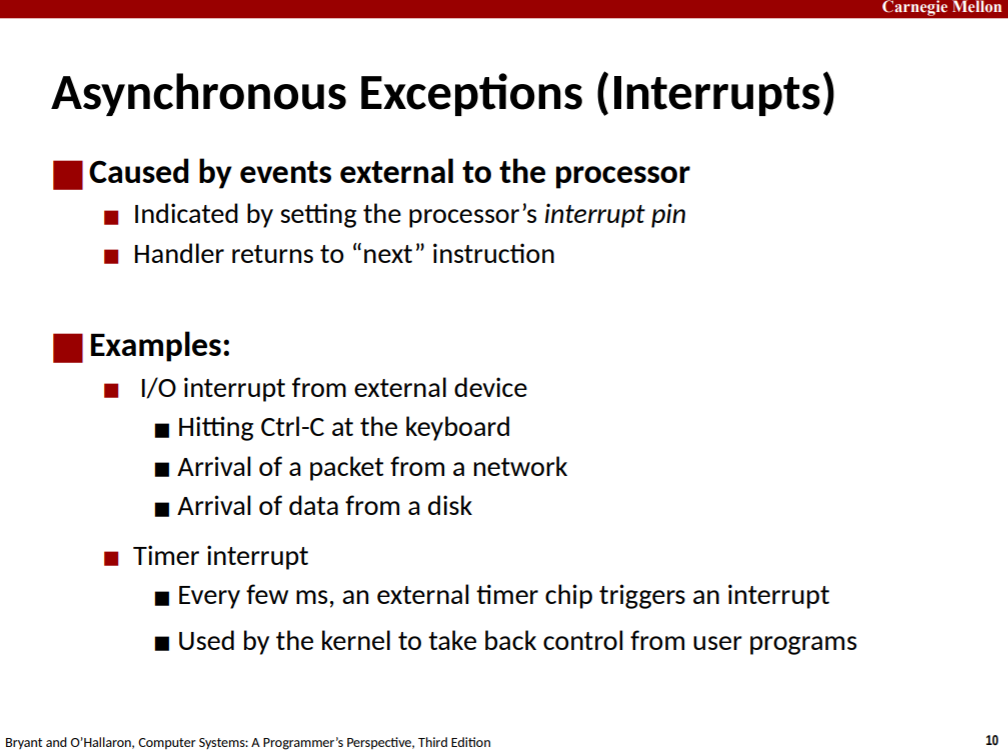 Carnegie Mellon
Asynchronous Exceptions (Interrupts)
Caused by events external to the processor
Indicated by setting the processor’s interrupt pin
Handler returns to “next” instruction
Examples:
I/O interrupt from external device
Hitting Ctrl-C at the keyboard
Arrival of a packet from a network
Arrival of data from a disk
Timer interrupt
Every few ms, an external timer chip triggers an interrupt
Used by the kernel to take back control from user programs
Bryant and O’Hallaron, Computer Systems: A Programmer’s Perspective, Third Edition
10